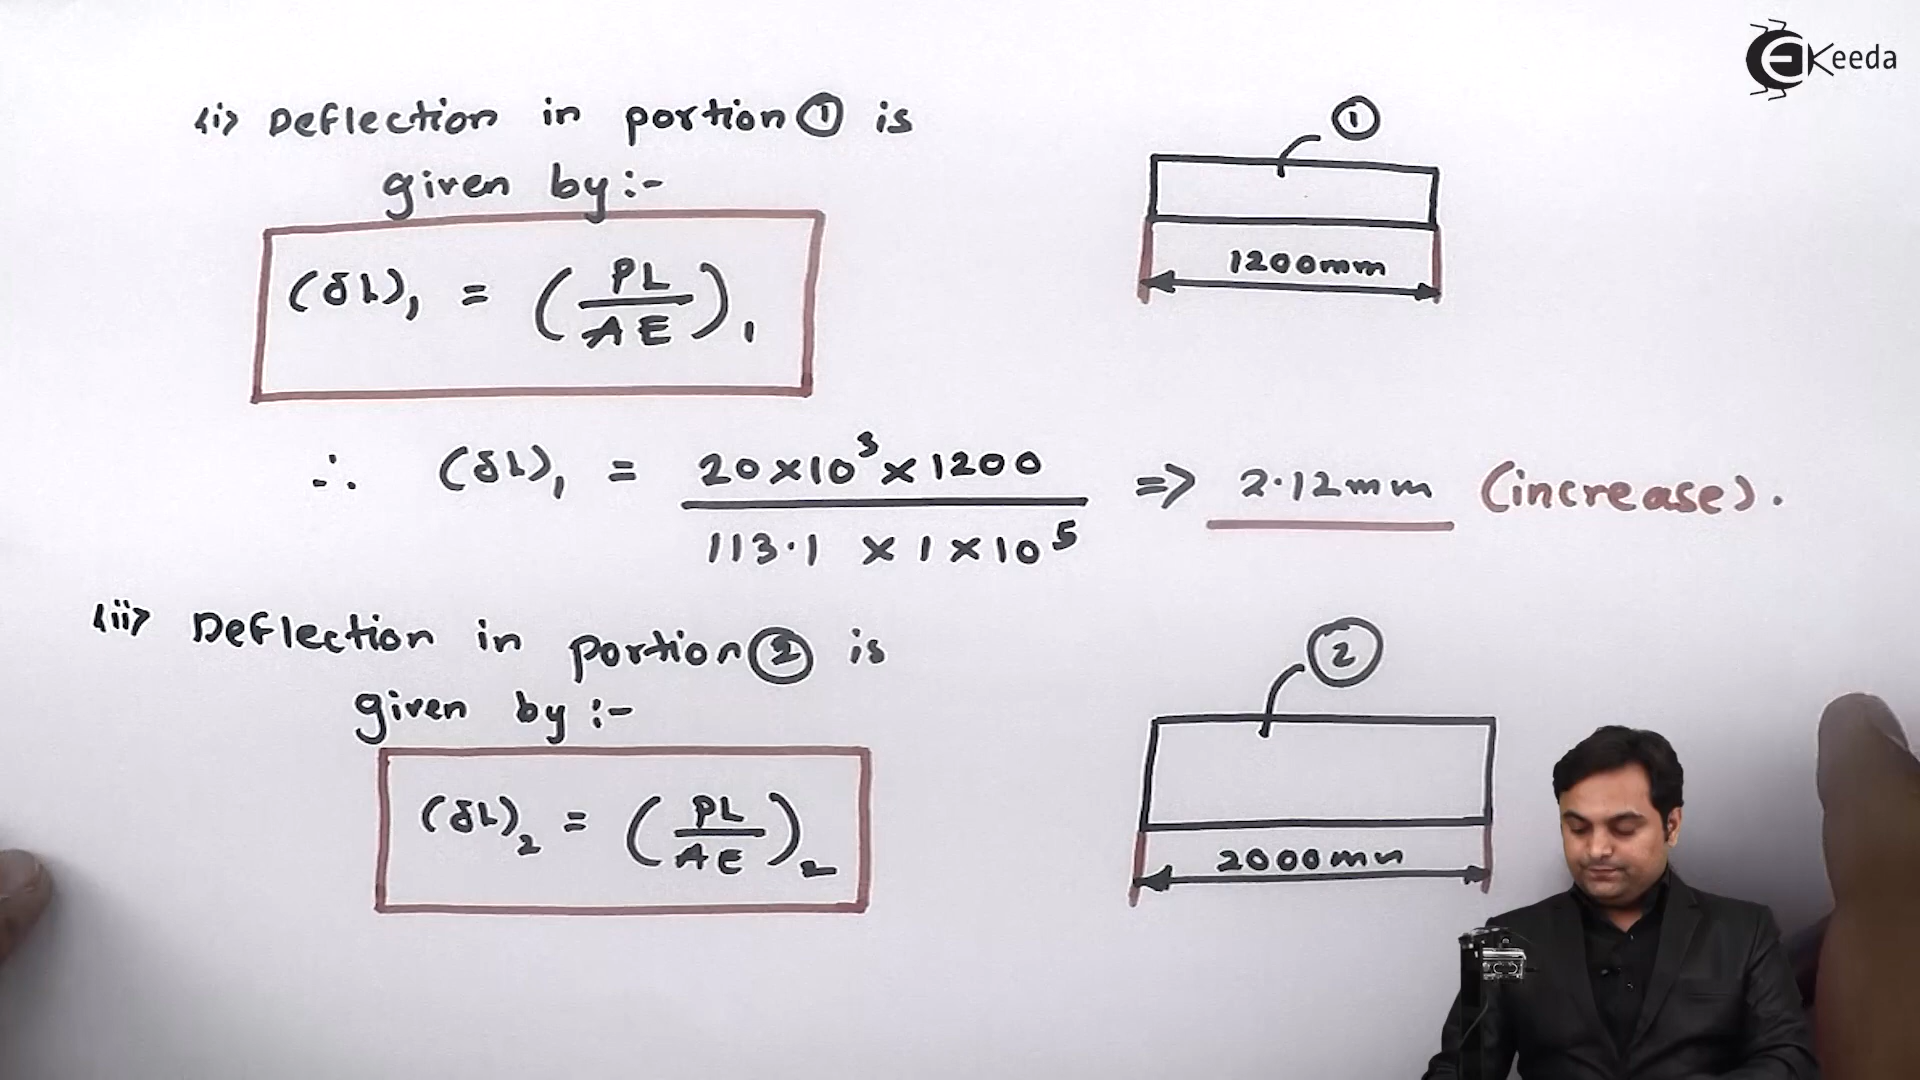 Keeda
(i) Deflection in portion ① is
given by:-
(δL)₁ = (PL/AE)₁
①
1200mm
∴ (δL)₁ = 20×10³×1200 / 113.1 × 1×10⁵ => 2.12mm (increase).
(ii) Deflection in portion ② is
given by:-
(δL)₂ = (PL/AE)₂
②
2000mm